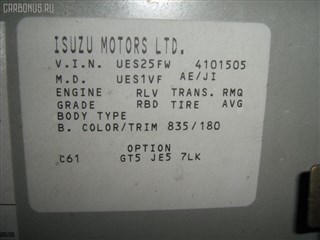 CARBONUS.RU
ISUZU MOTORS LTD.
V.I.N. UES25FW 4101505
M.D. UES1VF AE/JI
ENGINE RLV TRANS. RMQ
GRADE RBD TIRE AVG
BODY TYPE
B. COLOR/TRIM 835/180
OPTION
C61 GT5 JE5 7LK